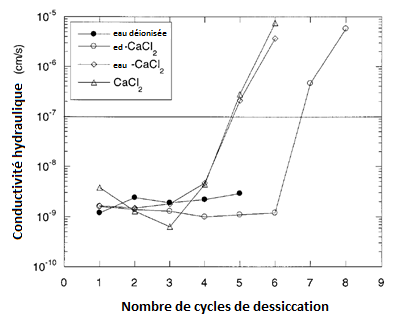 10^-5
10^-6
10^-7
10^-8
10^-9
10^-10
Conductivité hydraulique (cm/s)
eau déionisée
ed-CaCl2
eau -CaCl2
CaCl2
0 1 2 3 4 5 6 7 8 9
Nombre de cycles de dessiccation